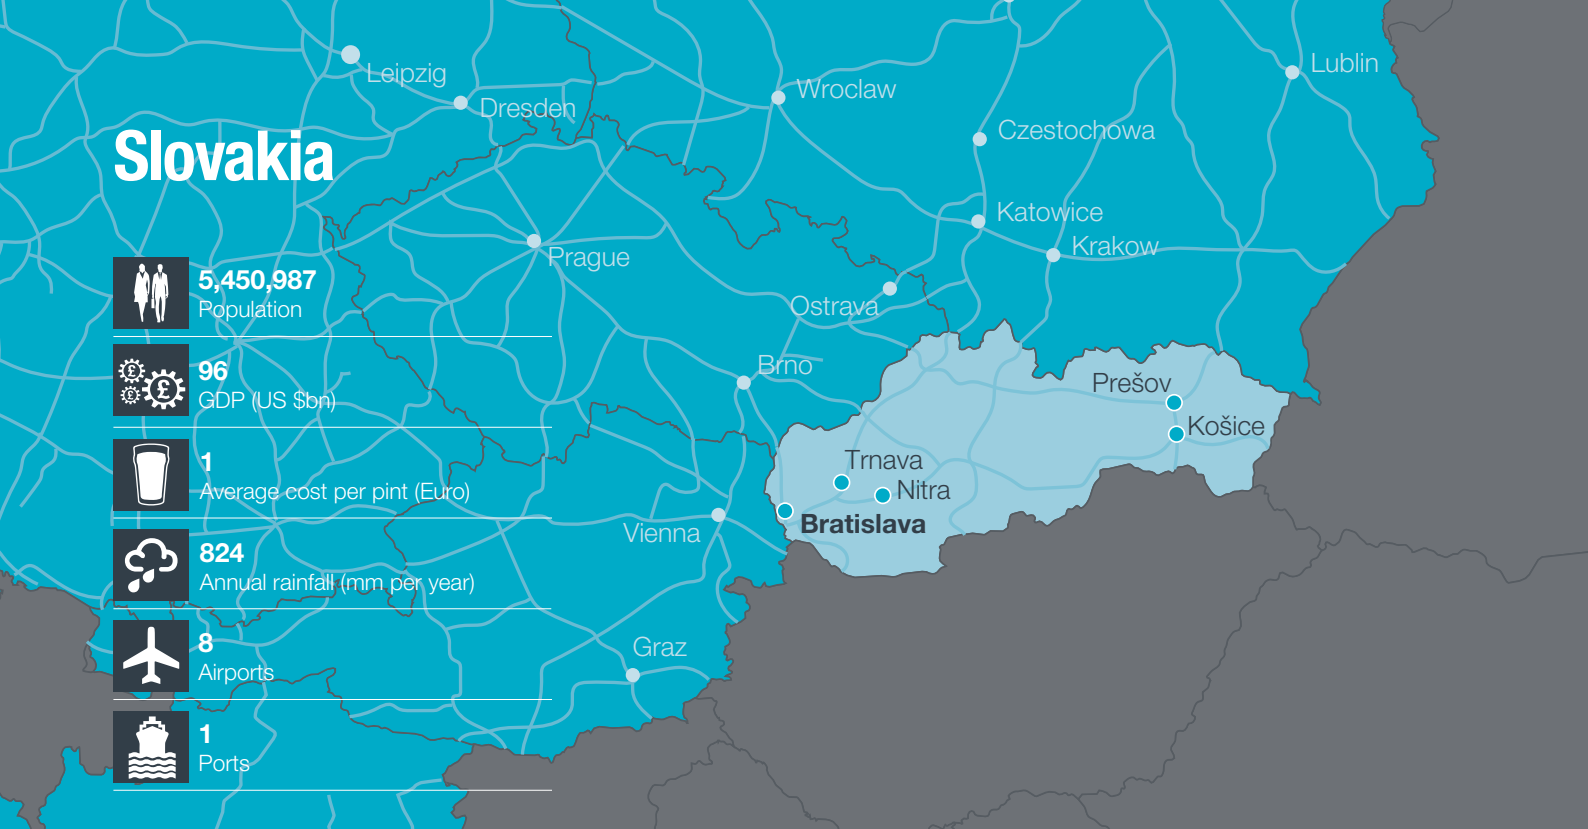 Slovakia
5,450,987
Population
96
GDP (US $bn)
1
Average cost per pint (Euro)
824
Annual rainfall (mm per year)
8
Airports
1
Ports
Leipzig
Dresden
Wroclaw
Lublin
Czestochowa
Katowice
Krakow
Prague
Ostrava
Brno
Prešov
Košice
Trnava
Nitra
Bratislava
Vienna
Graz
£
£
£